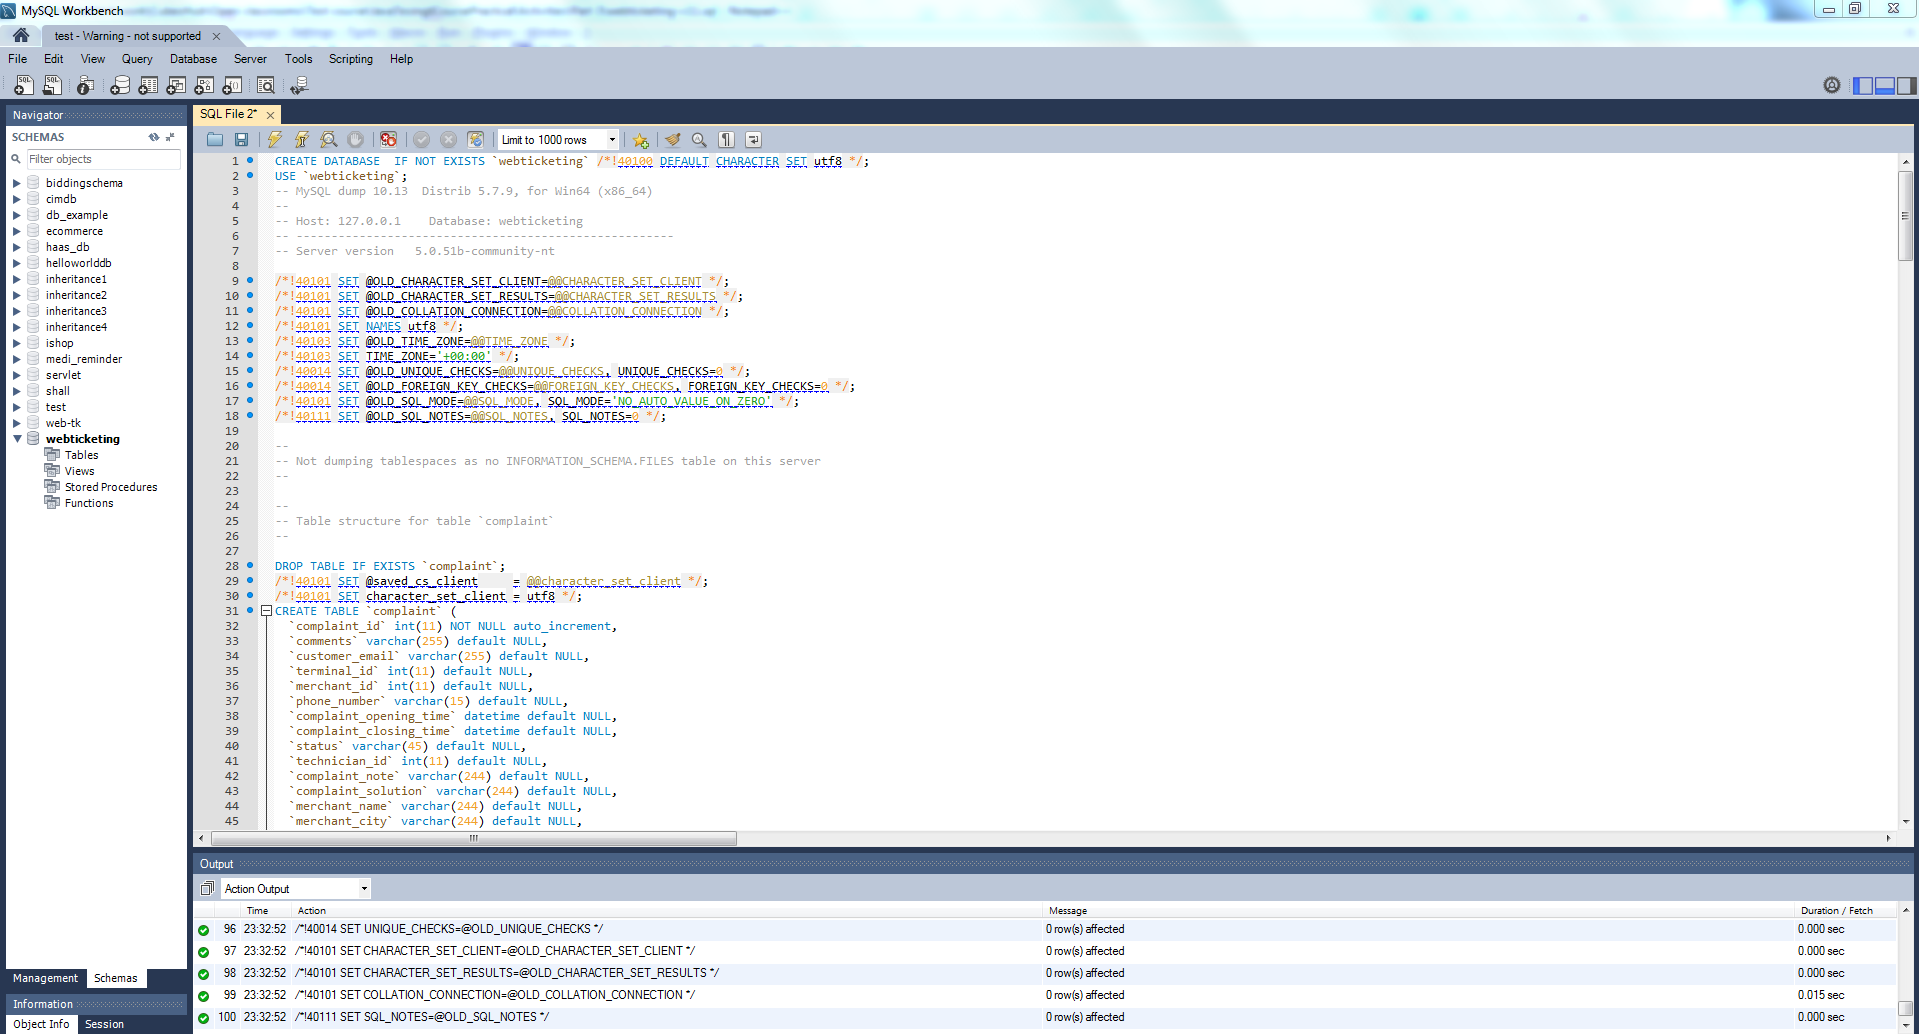 MySQL Workbench
test - Warning - not supported
File Edit View Query Database Server Tools Scripting Help
Navigator
SCHEMAS
Filter objects
biddingschema
cimdb
db_example
ecommerce
haas_db
helloworlddb
inheritance1
inheritance2
inheritance3
inheritance4
ishop
medi_reminder
servlet
shall
test
web-tk
webticketing
Tables
Views
Stored Procedures
Functions
Management Schemas
Information
Object Info Session
SQL File 2*
Limit to 1000 rows
1 CREATE DATABASE  IF NOT EXISTS `webticketing` /*!40100 DEFAULT CHARACTER SET utf8 */;
2 USE `webticketing`;
3 -- MySQL dump 10.13  Distrib 5.7.9, for Win64 (x86_64)
4 --
5 -- Host: 127.0.0.1    Database: webticketing
6 -- ------------------------------------------------------
7 -- Server version   5.0.51b-community-nt
8
9 /*!40101 SET @OLD_CHARACTER_SET_CLIENT=@@CHARACTER_SET_CLIENT */;
10 /*!40101 SET @OLD_CHARACTER_SET_RESULTS=@@CHARACTER_SET_RESULTS */;
11 /*!40101 SET @OLD_COLLATION_CONNECTION=@@COLLATION_CONNECTION */;
12 /*!40101 SET NAMES utf8 */;
13 /*!40103 SET @OLD_TIME_ZONE=@@TIME_ZONE */;
14 /*!40103 SET TIME_ZONE='+00:00' */;
15 /*!40014 SET @OLD_UNIQUE_CHECKS=@@UNIQUE_CHECKS, UNIQUE_CHECKS=0 */;
16 /*!40014 SET @OLD_FOREIGN_KEY_CHECKS=@@FOREIGN_KEY_CHECKS, FOREIGN_KEY_CHECKS=0 */;
17 /*!40101 SET @OLD_SQL_MODE=@@SQL_MODE, SQL_MODE='NO_AUTO_VALUE_ON_ZERO' */;
18 /*!40111 SET @OLD_SQL_NOTES=@@SQL_NOTES, SQL_NOTES=0 */;
19
20 --
21 -- Not dumping tablespaces as no INFORMATION_SCHEMA.FILES table on this server
22 --
23
24 --
25 -- Table structure for table `complaint`
26 --
27
28 DROP TABLE IF EXISTS `complaint`;
29 /*!40101 SET @saved_cs_client     = @@character_set_client */;
30 /*!40101 SET character_set_client = utf8 */;
31 CREATE TABLE `complaint` (
32 `complaint_id` int(11) NOT NULL auto_increment,
33 `comments` varchar(255) default NULL,
34 `customer_email` varchar(255) default NULL,
35 `terminal_id` int(11) default NULL,
36 `merchant_id` int(11) default NULL,
37 `phone_number` varchar(15) default NULL,
38 `complaint_opening_time` datetime default NULL,
39 `complaint_closing_time` datetime default NULL,
40 `status` varchar(45) default NULL,
41 `technician_id` int(11) default NULL,
42 `complaint_note` varchar(244) default NULL,
43 `complaint_solution` varchar(244) default NULL,
44 `merchant_name` varchar(244) default NULL,
45 `merchant_city` varchar(244) default NULL,
Output
Action Output
Time Action Message Duration / Fetch
96 23:32:52 /*!40014 SET UNIQUE_CHECKS=@OLD_UNIQUE_CHECKS */ 0 row(s) affected 0.000 sec
97 23:32:52 /*!40101 SET CHARACTER_SET_CLIENT=@OLD_CHARACTER_SET_CLIENT */ 0 row(s) affected 0.000 sec
98 23:32:52 /*!40101 SET CHARACTER_SET_RESULTS=@OLD_CHARACTER_SET_RESULTS */ 0 row(s) affected 0.000 sec
99 23:32:52 /*!40101 SET COLLATION_CONNECTION=@OLD_COLLATION_CONNECTION */ 0 row(s) affected 0.015 sec
100 23:32:52 /*!40111 SET SQL_NOTES=@OLD_SQL_NOTES */ 0 row(s) affected 0.000 sec